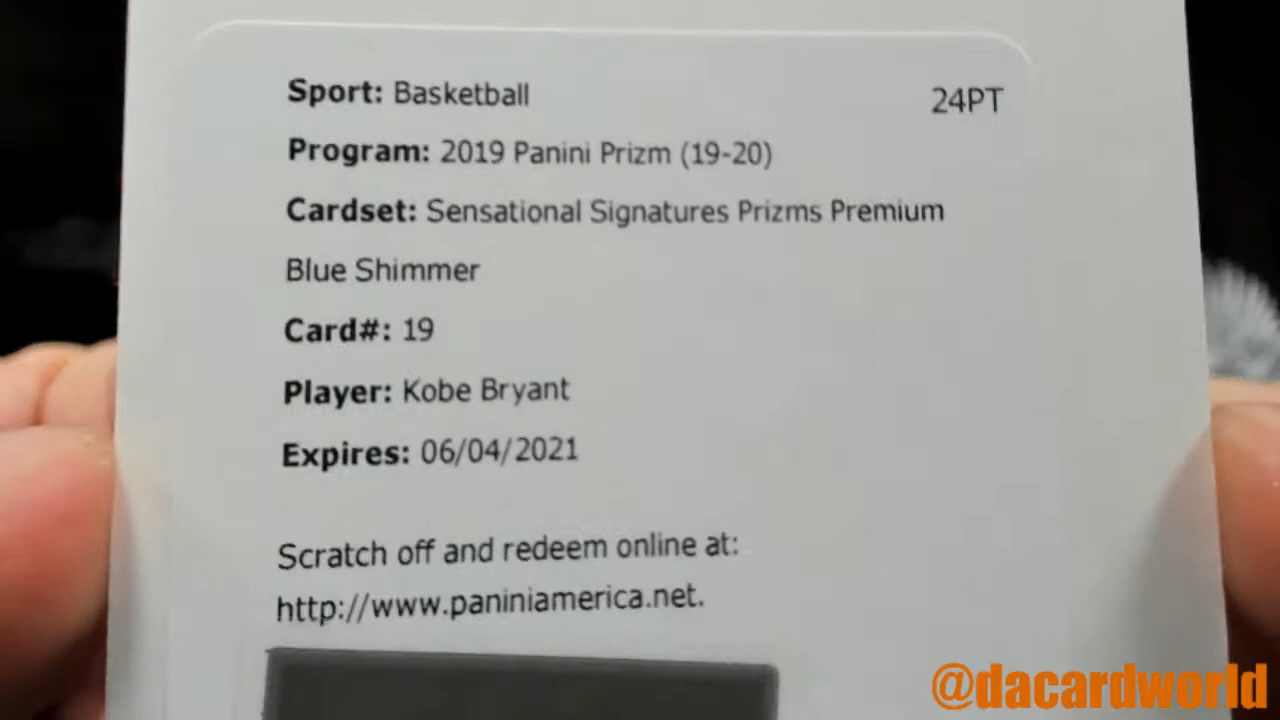 Sport: Basketball
24PT
Program: 2019 Panini Prizm (19-20)
Cardset: Sensational Signatures Prizms Premium
Blue Shimmer
Card#: 19
Player: Kobe Bryant
Expires: 06/04/2021
Scratch off and redeem online at:
http://www.paniniamerica.net.
@dacardworld